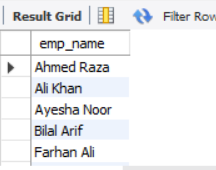 Result Grid Filter Row
emp_name
Ahmed Raza
Ali Khan
Ayesha Noor
Bilal Arif
Farhan Ali